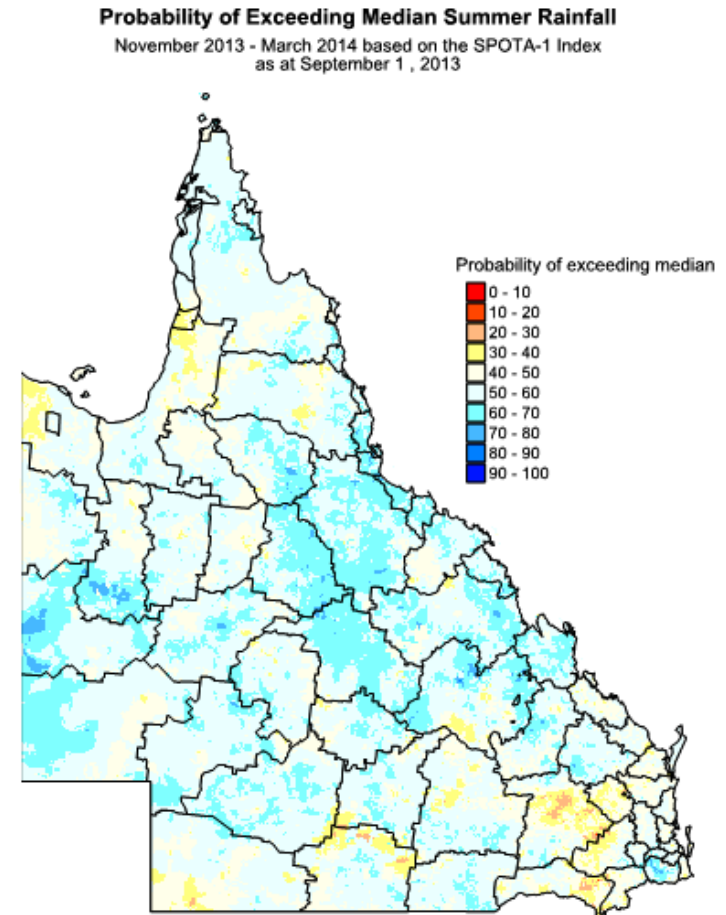 Probability of Exceeding Median Summer Rainfall
November 2013 - March 2014 based on the SPOTA-1 Index
as at September 1 , 2013
Probability of exceeding median
0 - 10
10 - 20
20 - 30
30 - 40
40 - 50
50 - 60
60 - 70
70 - 80
80 - 90
90 - 100